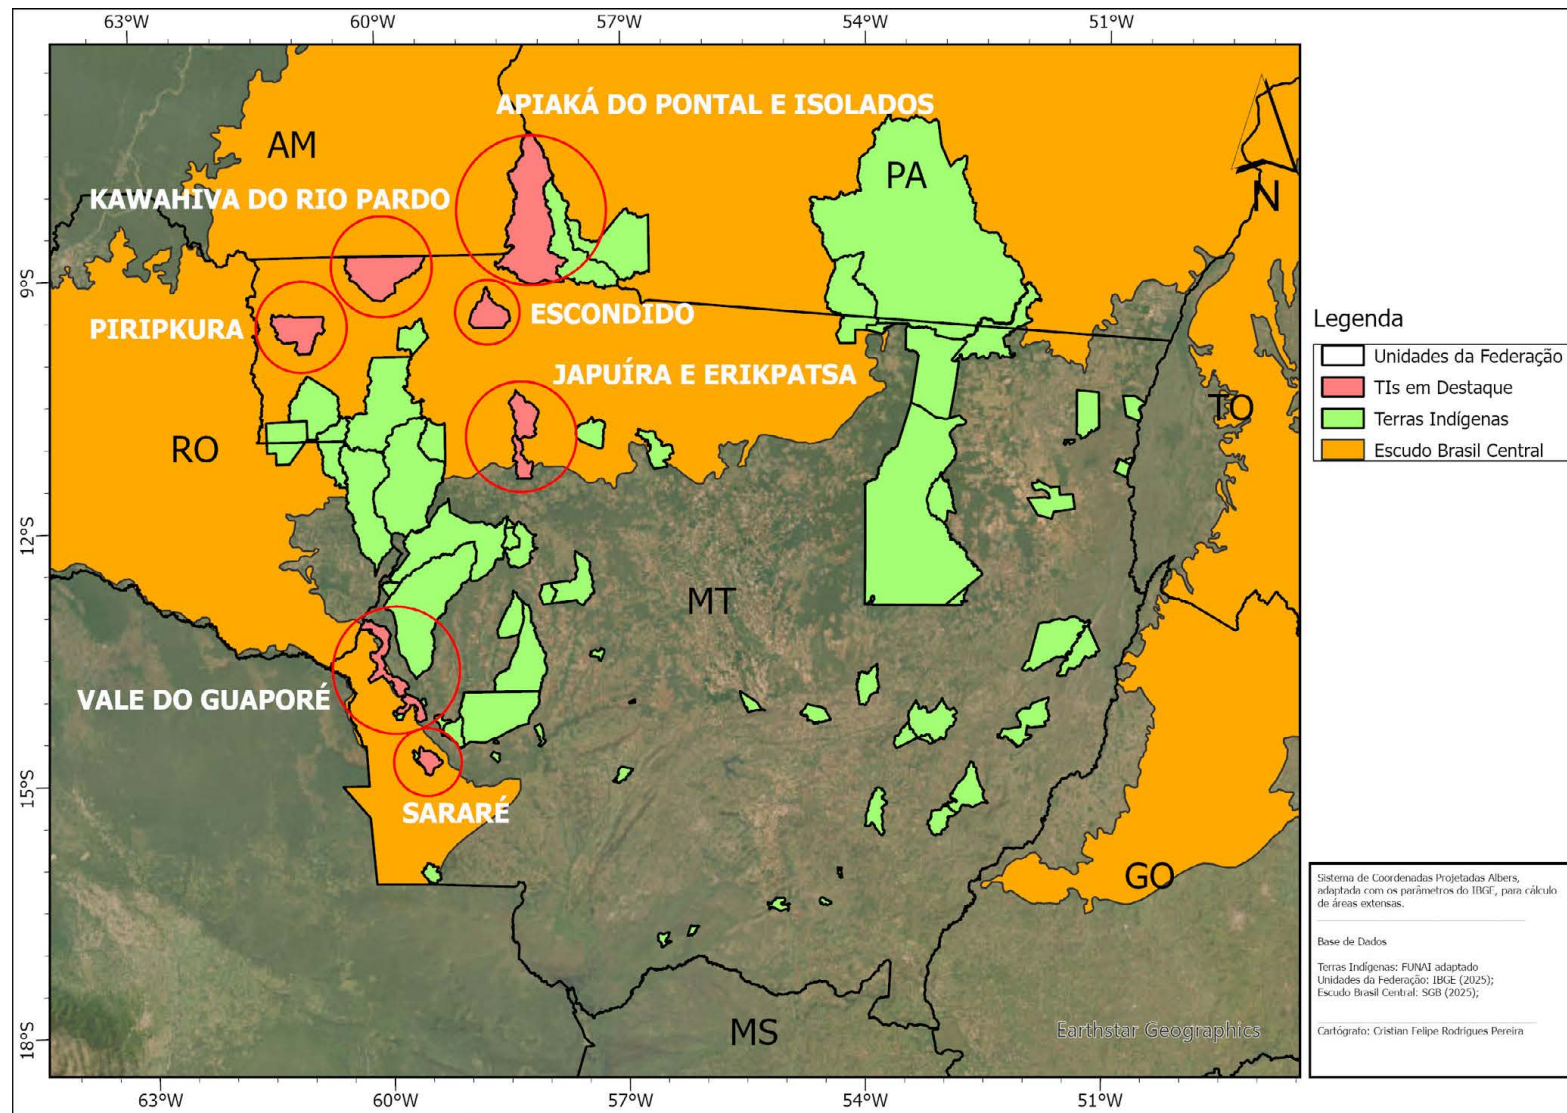 63°W 60°W 57°W 54°W 51°W
APIAKÁ DO PONTAL E ISOLADOS
AM
PA
KAWAHIVA DO RIO PARDO
N
9°S
ESCONDIDO
PIRIPKURA
JAPUÍRA E ERIKPATSA
TO
RO
12°S
MT
VALE DO GUAPORÉ
15°S
SARARÉ
GO
MS
Earthstar Geographics
18°S
63°W 60°W 57°W 54°W 51°W
Legenda
Unidades da Federação
TIs em Destaque
Terras Indígenas
Escudo Brasil Central
Sistema de Coordenadas Projetadas Albers,
adaptada com os parâmetros do IBGE, para cálculo
de áreas extensas.
Base de Dados
Terras Indígenas: FUNAI adaptado
Unidades da Federação: IBGE (2025);
Escudo Brasil Central: SGB (2025);
Cartógrafo: Cristian Felipe Rodrigues Pereira